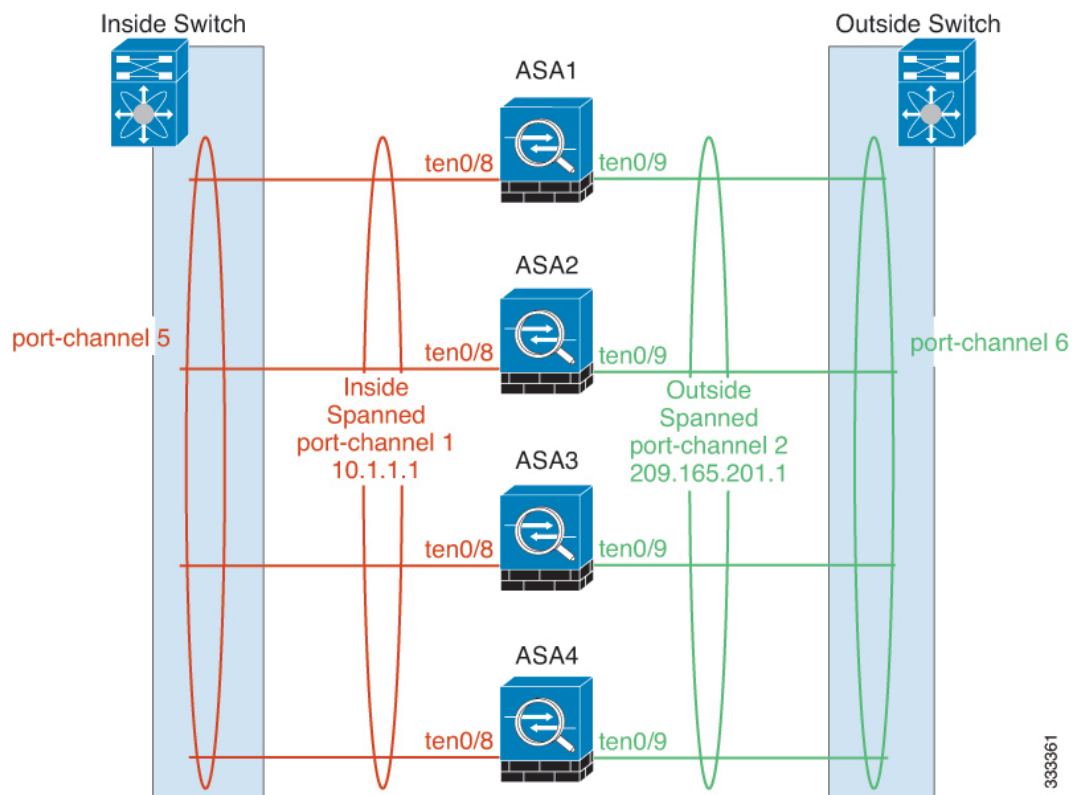 Inside Switch
Outside Switch
ASA1
ten0/8
ten0/9
ASA2
port-channel 5
ten0/8
ten0/9
port-channel 6
Inside
Spanned
port-channel 1
10.1.1.1
Outside
Spanned
port-channel 2
209.165.201.1
ASA3
ten0/8
ten0/9
ASA4
ten0/8
ten0/9
333361